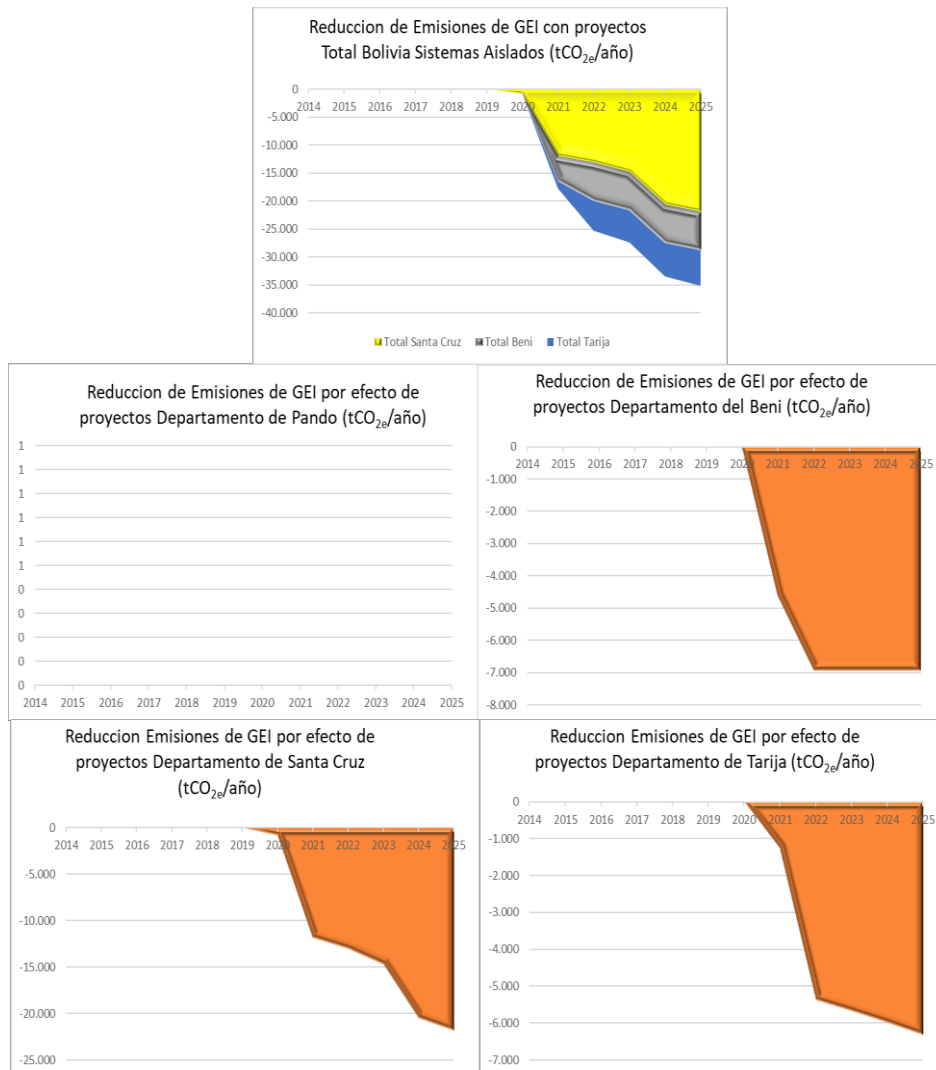 Reduccion de Emisiones de GEI con proyectos
Total Bolivia Sistemas Aislados (tCO2e/año)
0
2014 2015 2016 2017 2018 2019 2020 2021 2022 2023 2024 2025
-5.000
-10.000
-15.000
-20.000
-25.000
-30.000
-35.000
-40.000
Total Santa Cruz Total Beni Total Tarija
Reduccion de Emisiones de GEI por efecto de
proyectos Departamento de Pando (tCO2e/año)
1
1
1
1
1
1
0
0
0
0
0
2014 2015 2016 2017 2018 2019 2020 2021 2022 2023 2024 2025
Reduccion de Emisiones de GEI por efecto de
proyectos Departamento del Beni (tCO2e/año)
0
2014 2015 2016 2017 2018 2019 2020 2021 2022 2023 2024 2025
-1.000
-2.000
-3.000
-4.000
-5.000
-6.000
-7.000
-8.000
Reduccion Emisiones de GEI por efecto de
proyectos Departamento de Santa Cruz
(tCO2e/año)
0
2014 2015 2016 2017 2018 2019 2020 2021 2022 2023 2024 2025
-5.000
-10.000
-15.000
-20.000
-25.000
Reduccion Emisiones de GEI por efecto de
proyectos Departamento de Tarija (tCO2e/año)
0
2014 2015 2016 2017 2018 2019 2020 2021 2022 2023 2024 2025
-1.000
-2.000
-3.000
-4.000
-5.000
-6.000
-7.000